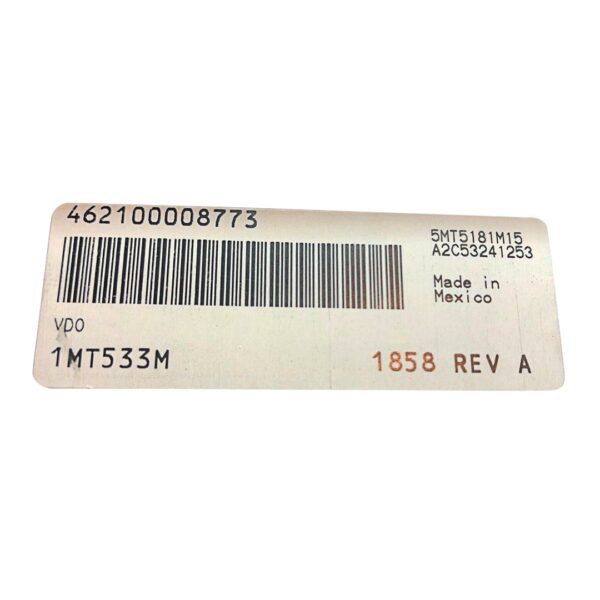 462100008773
5MT5181M15
A2C53241253
Made in
Mexico
VDO
1MT533M
1858 REV A